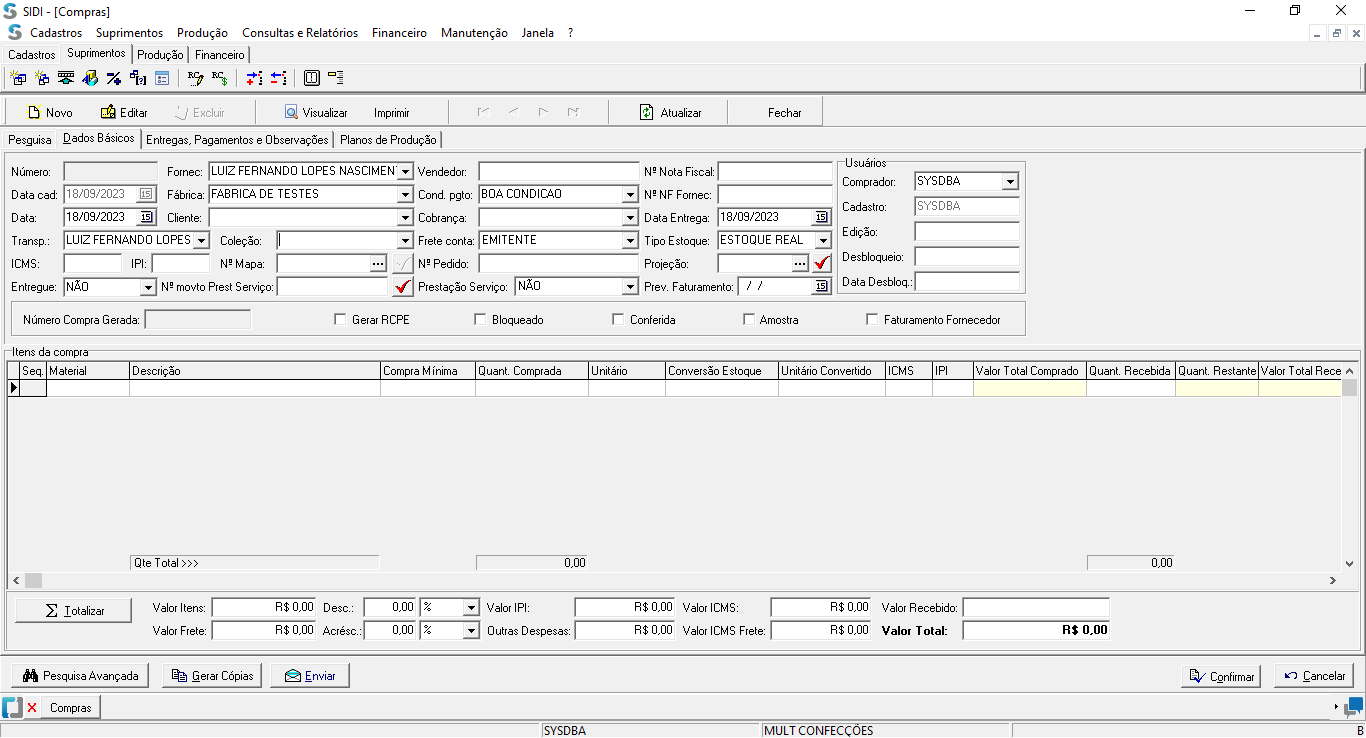 SIDI - [Compras]
Cadastros Suprimentos Produção Consultas e Relatórios Financeiro Manutenção Janela ?
Cadastros Suprimentos Produção Financeiro
Novo Editar Excluir Visualizar Imprimir Atualizar Fechar
Pesquisa Dados Básicos Entregas, Pagamentos e Observações Planos de Produção
Número: Fornec: LUIZ FERNANDO LOPES NASCIMEN Vendedor: Nº Nota Fiscal: Usuários
Data cad: 18/09/2023 15 Fábrica: FABRICA DE TESTES Cond. pgto: BOA CONDICAO Nº NF Fornec: Comprador: SYSDBA
Data: 18/09/2023 15 Cliente: Cobrança: Data Entrega: 18/09/2023 15 Cadastro: SYSDBA
Transp.: LUIZ FERNANDO LOPES Coleção: Frete conta: EMITENTE Tipo Estoque: ESTOQUE REAL Edição:
ICMS: IPI: Nº Mapa: ... Nº Pedido: Projeção: ... Desbloqueio:
Entregue: NÃO Nº movto Prest Serviço: Prestação Serviço: NÃO Prev. Faturamento: / / 15 Data Desbloq.:
Número Compra Gerada: Gerar RCPE Bloqueado Conferida Amostra Faturamento Fornecedor
Itens da compra
Seq. Material Descrição Compra Mínima Quant. Comprada Unitário Conversão Estoque Unitário Convertido ICMS IPI Valor Total Comprado Quant. Recebida Quant. Restante Valor Total Rece
Qte Total >>> 0,00 0,00
Σ Totalizar Valor Itens: R$ 0,00 Desc.: 0,00 % Valor IPI: R$ 0,00 Valor ICMS: R$ 0,00 Valor Recebido:
Valor Frete: R$ 0,00 Acrésc.: 0,00 % Outras Despesas: R$ 0,00 Valor ICMS Frete: R$ 0,00 Valor Total: R$ 0,00
Pesquisa Avançada Gerar Cópias Enviar Confirmar Cancelar
Compras
SYSDBA MULT CONFECÇÕES B